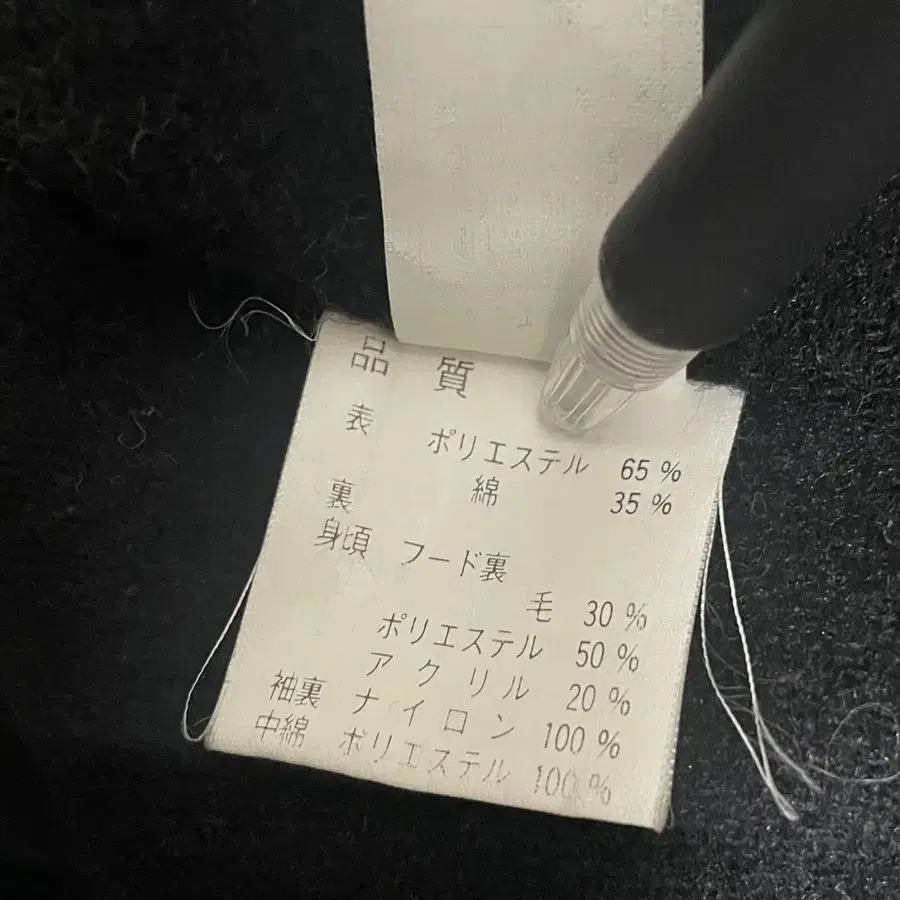 品 質
表
ポリエステル 65 %
綿 35 %
裏
身頃 フード裏
毛 30 %
ポリエステル 50 %
アクリル 20 %
袖裏 ナイロン 100 %
中綿 ポリエステル 100 %